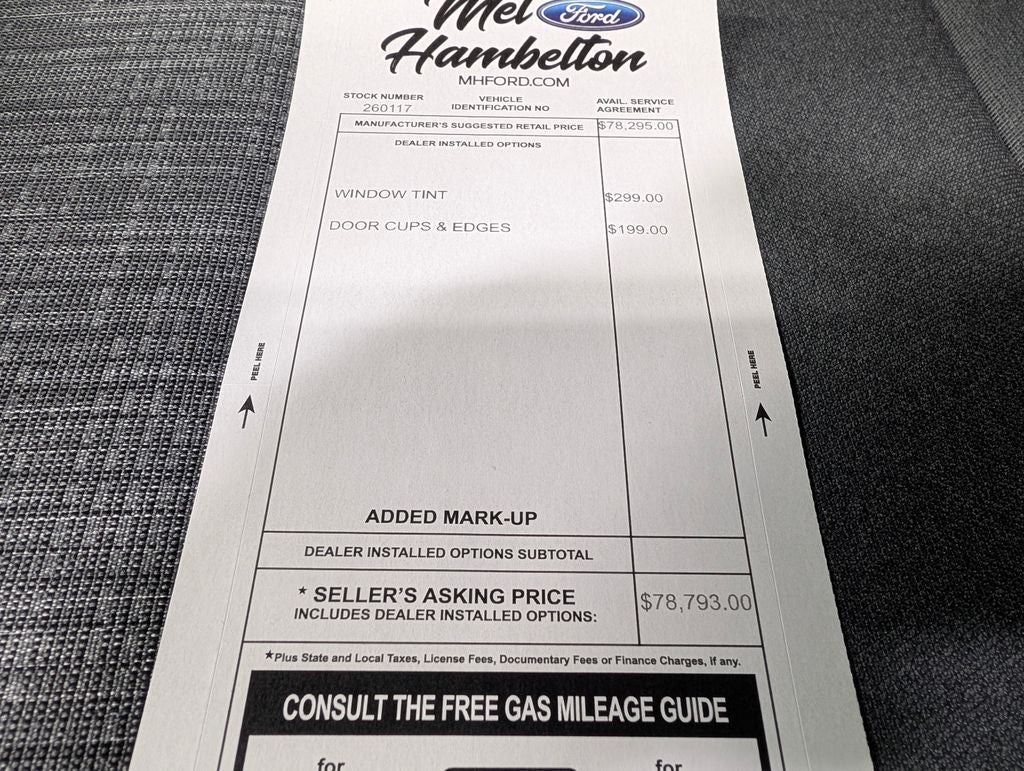 Mel Ford
Hambelton
MHFORD.COM
STOCK NUMBER
260117
VEHICLE
IDENTIFICATION NO
AVAIL. SERVICE
AGREEMENT
MANUFACTURER'S SUGGESTED RETAIL PRICE $78,295.00
DEALER INSTALLED OPTIONS
WINDOW TINT $299.00
DOOR CUPS & EDGES $199.00
PEEL HERE
PEEL HERE
ADDED MARK-UP
DEALER INSTALLED OPTIONS SUBTOTAL
* SELLER'S ASKING PRICE $78,793.00
INCLUDES DEALER INSTALLED OPTIONS:
*Plus State and Local Taxes, License Fees, Documentary Fees or Finance Charges, if any.
CONSULT THE FREE GAS MILEAGE GUIDE
for for